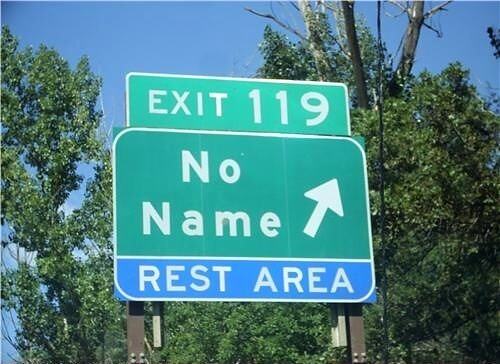 EXIT 119
No
Name
REST AREA